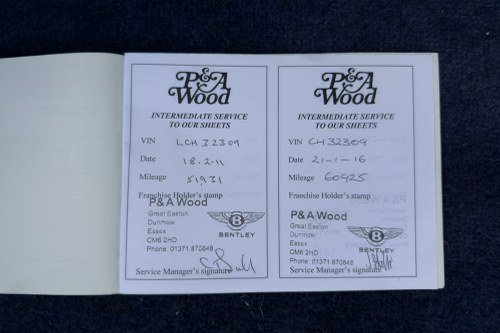 P&A
Wood
INTERMEDIATE SERVICE
TO OUR SHEETS
VIN LCH 32309
Date 18.2.11
Mileage 51931
Franchise Holder's stamp
P&A Wood
Great Easton
Dunmow
Essex
CM6 2HD
Phone: 01371 870848
B
BENTLEY
Service Manager's signature
P&A
Wood
INTERMEDIATE SERVICE
TO OUR SHEETS
VIN CH32309
Date 21-1-16
Mileage 60925
Franchise Holder's stamp
P&A Wood
Great Easton
Dunmow
Essex
CM6 2HD
Phone: 01371 870848
B
BENTLEY
Service Manager's signature